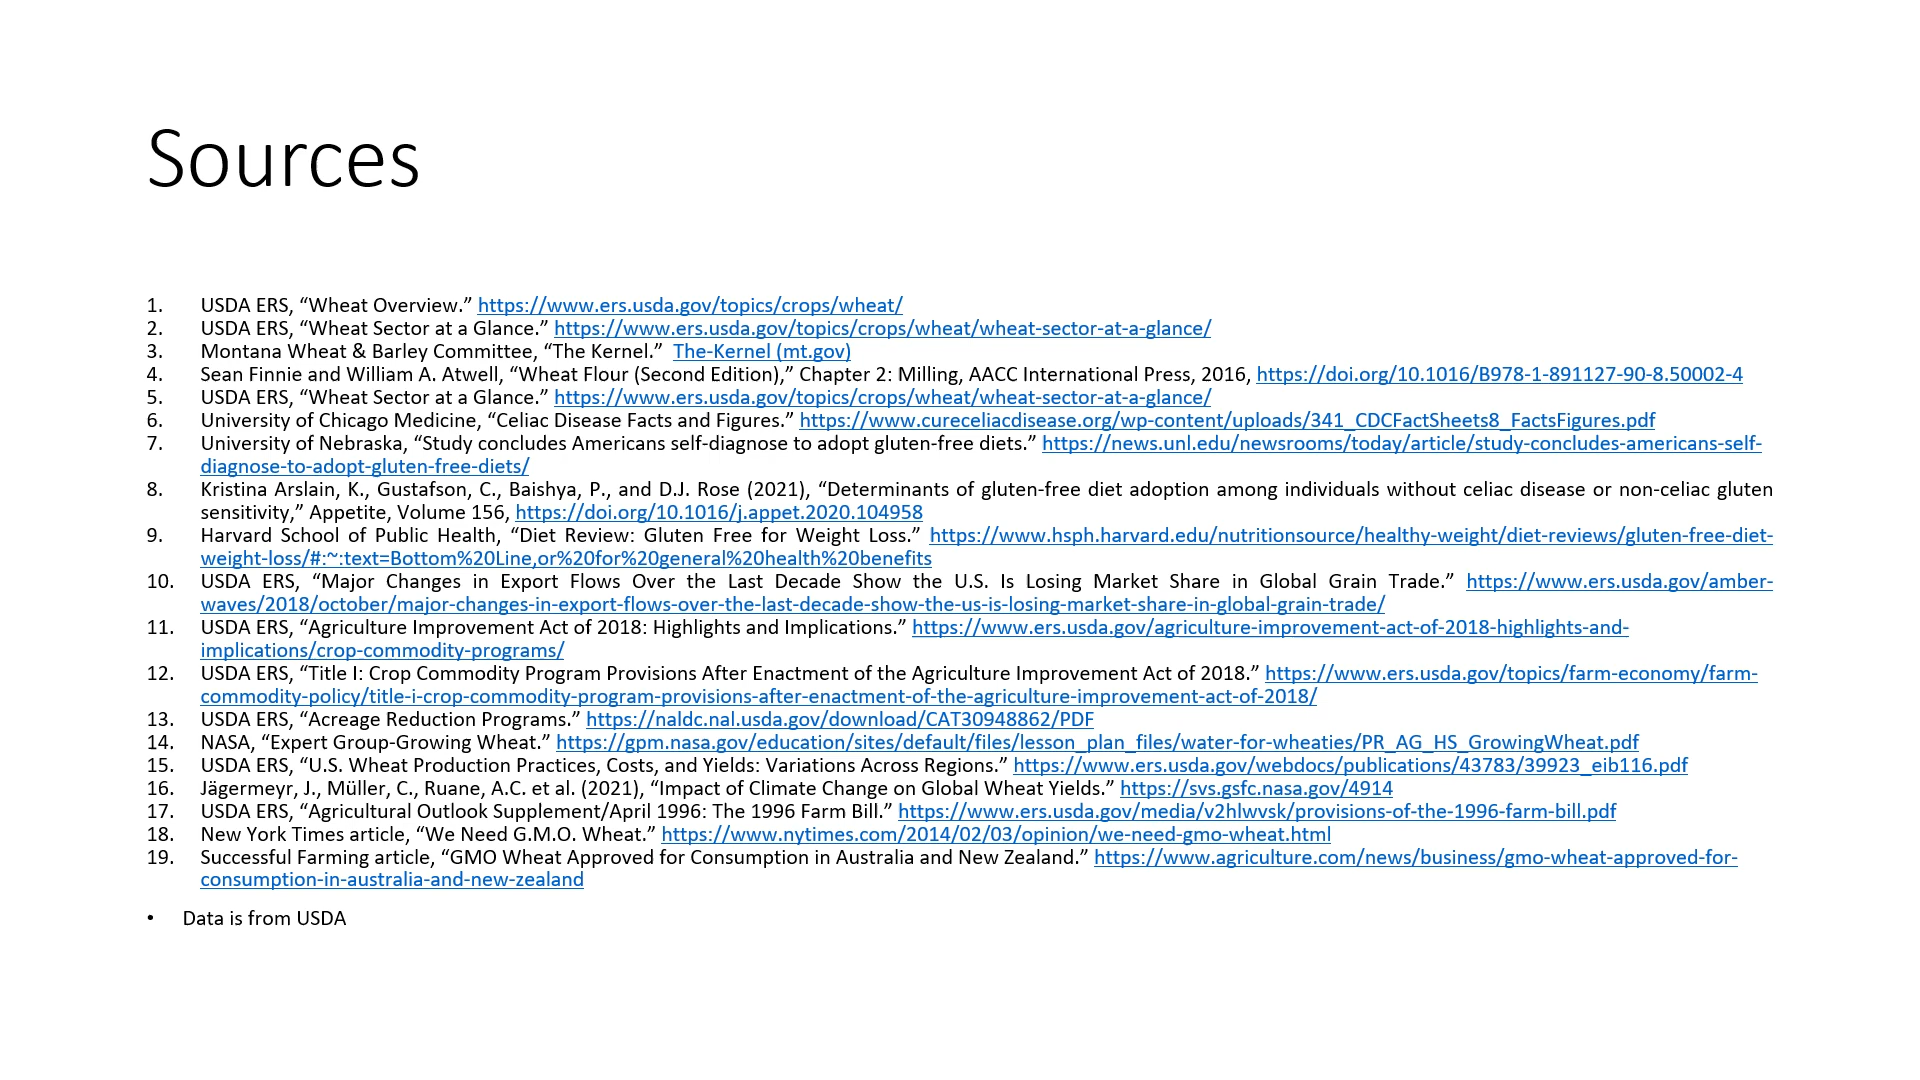 Sources
1. USDA ERS, “Wheat Overview.” https://www.ers.usda.gov/topics/crops/wheat/
2. USDA ERS, “Wheat Sector at a Glance.” https://www.ers.usda.gov/topics/crops/wheat/wheat-sector-at-a-glance/
3. Montana Wheat & Barley Committee, “The Kernel.” The-Kernel (mt.gov)
4. Sean Finnie and William A. Atwell, “Wheat Flour (Second Edition),” Chapter 2: Milling, AACC International Press, 2016, https://doi.org/10.1016/B978-1-891127-90-8.50002-4
5. USDA ERS, “Wheat Sector at a Glance.” https://www.ers.usda.gov/topics/crops/wheat/wheat-sector-at-a-glance/
6. University of Chicago Medicine, “Celiac Disease Facts and Figures.” https://www.cureceliacdisease.org/wp-content/uploads/341_CDCFactSheets8_FactsFigures.pdf
7. University of Nebraska, “Study concludes Americans self-diagnose to adopt gluten-free diets.” https://news.unl.edu/newsrooms/today/article/study-concludes-americans-self-
diagnose-to-adopt-gluten-free-diets/
8. Kristina Arslain, K., Gustafson, C., Baishya, P., and D.J. Rose (2021), “Determinants of gluten-free diet adoption among individuals without celiac disease or non-celiac gluten
sensitivity,” Appetite, Volume 156, https://doi.org/10.1016/j.appet.2020.104958
9. Harvard School of Public Health, “Diet Review: Gluten Free for Weight Loss.” https://www.hsph.harvard.edu/nutritionsource/healthy-weight/diet-reviews/gluten-free-diet-
weight-loss/#:~:text=Bottom%20Line,or%20for%20general%20health%20benefits
10. USDA ERS, “Major Changes in Export Flows Over the Last Decade Show the U.S. Is Losing Market Share in Global Grain Trade.” https://www.ers.usda.gov/amber-
waves/2018/october/major-changes-in-export-flows-over-the-last-decade-show-the-us-is-losing-market-share-in-global-grain-trade/
11. USDA ERS, “Agriculture Improvement Act of 2018: Highlights and Implications.” https://www.ers.usda.gov/agriculture-improvement-act-of-2018-highlights-and-
implications/crop-commodity-programs/
12. USDA ERS, “Title I: Crop Commodity Program Provisions After Enactment of the Agriculture Improvement Act of 2018.” https://www.ers.usda.gov/topics/farm-economy/farm-
commodity-policy/title-i-crop-commodity-program-provisions-after-enactment-of-the-agriculture-improvement-act-of-2018/
13. USDA ERS, “Acreage Reduction Programs.” https://naldc.nal.usda.gov/download/CAT30948862/PDF
14. NASA, “Expert Group-Growing Wheat.” https://gpm.nasa.gov/education/sites/default/files/lesson_plan_files/water-for-wheaties/PR_AG_HS_GrowingWheat.pdf
15. USDA ERS, “U.S. Wheat Production Practices, Costs, and Yields: Variations Across Regions.” https://www.ers.usda.gov/webdocs/publications/43783/39923_eib116.pdf
16. Jägermeyr, J., Müller, C., Ruane, A.C. et al. (2021), “Impact of Climate Change on Global Wheat Yields.” https://svs.gsfc.nasa.gov/4914
17. USDA ERS, “Agricultural Outlook Supplement/April 1996: The 1996 Farm Bill.” https://www.ers.usda.gov/media/v2hlwvsk/provisions-of-the-1996-farm-bill.pdf
18. New York Times article, “We Need G.M.O. Wheat.” https://www.nytimes.com/2014/02/03/opinion/we-need-gmo-wheat.html
19. Successful Farming article, “GMO Wheat Approved for Consumption in Australia and New Zealand.” https://www.agriculture.com/news/business/gmo-wheat-approved-for-
consumption-in-australia-and-new-zealand
• Data is from USDA